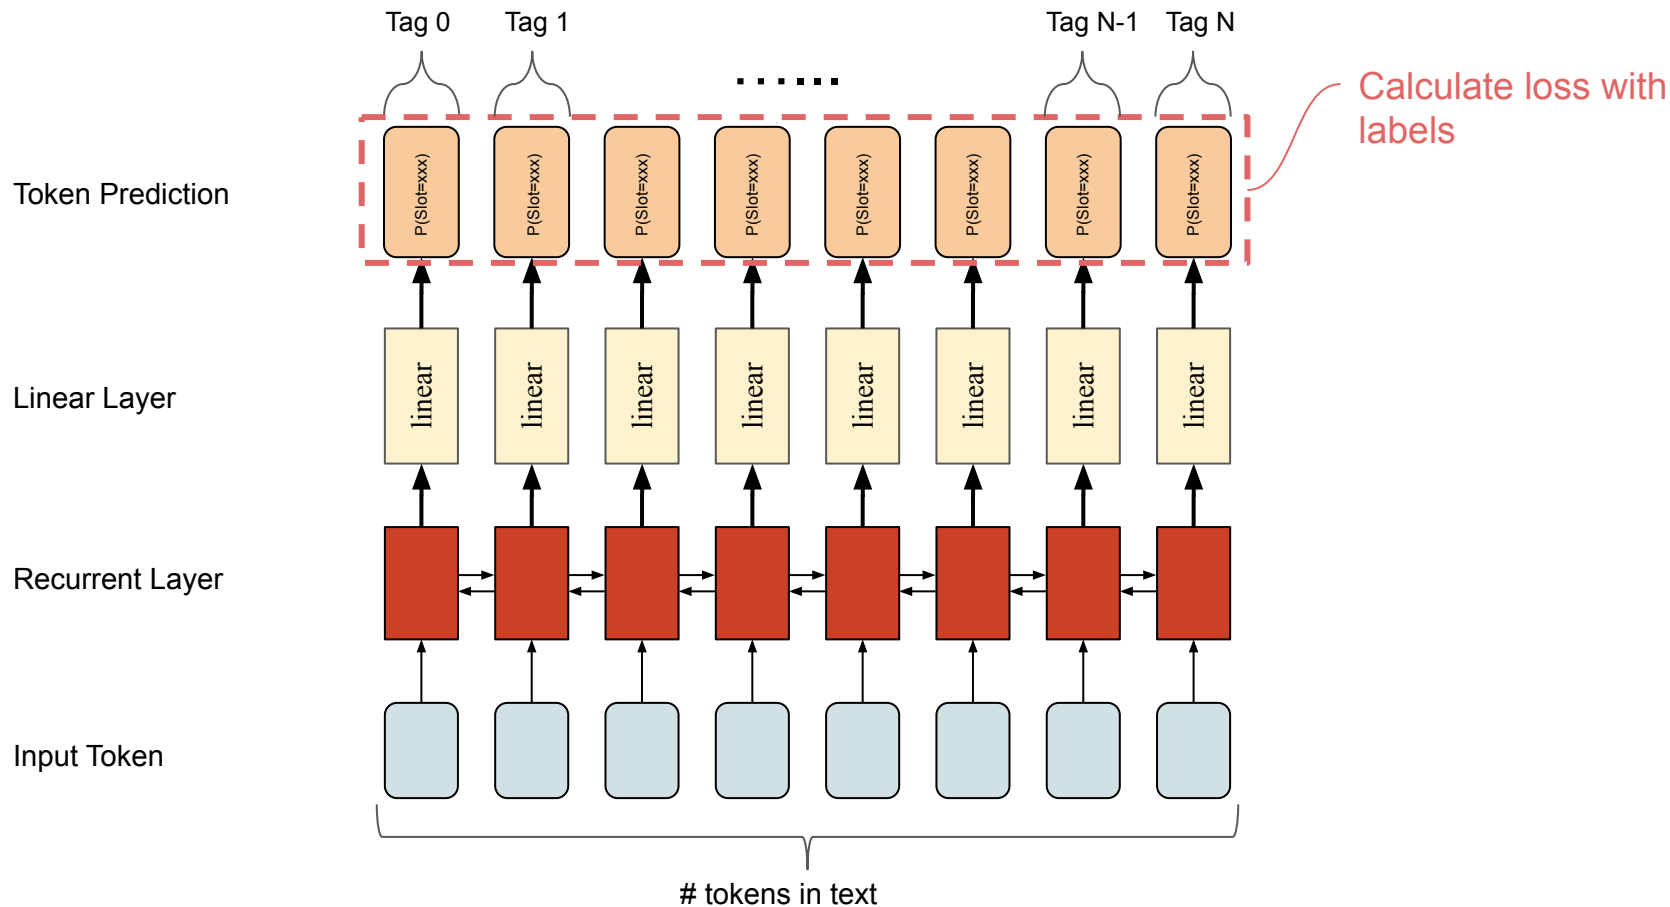 Tag 0
Tag 1
Tag N-1
Tag N
Calculate loss with
labels
Token Prediction
P(Slot=xxx)
P(Slot=xxx)
P(Slot=xxx)
P(Slot=xxx)
P(Slot=xxx)
P(Slot=xxx)
P(Slot=xxx)
P(Slot=xxx)
Linear Layer
linear
linear
linear
linear
linear
linear
linear
linear
Recurrent Layer
Input Token
# tokens in text